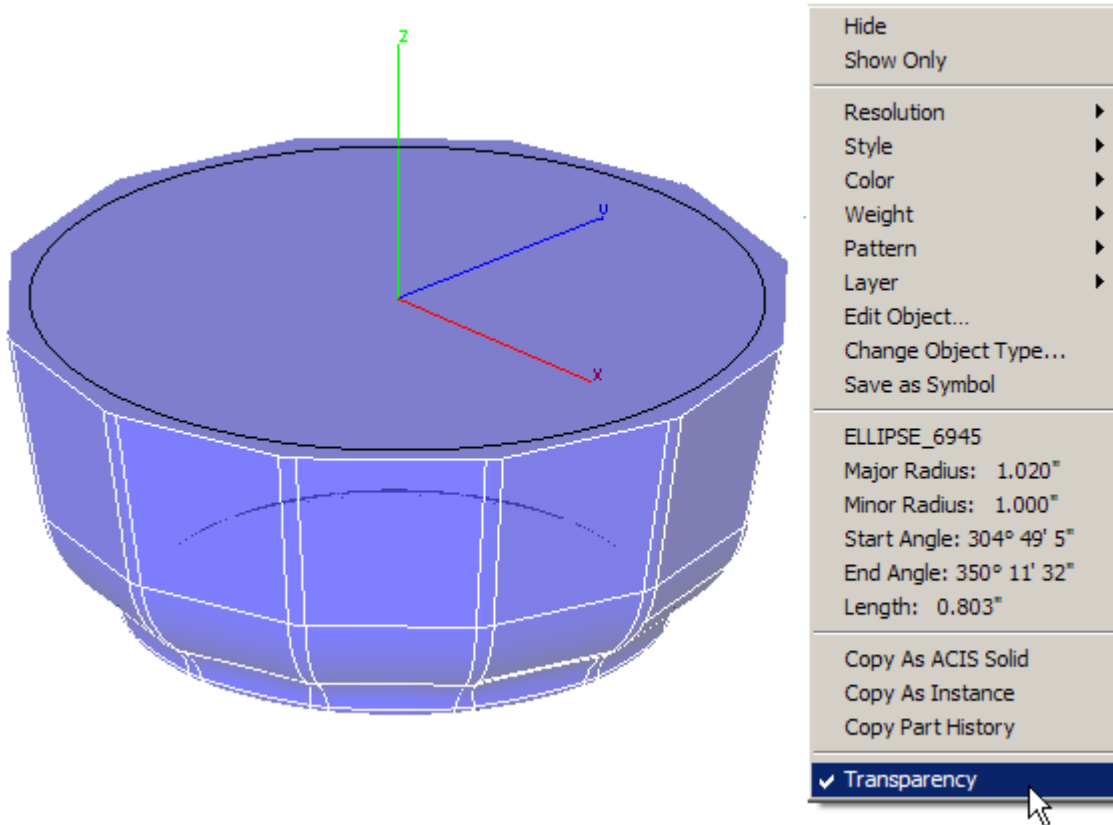 Z
U
X
Hide
Show Only
Resolution
Style
Color
Weight
Pattern
Layer
Edit Object...
Change Object Type...
Save as Symbol
ELLIPSE_6945
Major Radius: 1.020"
Minor Radius: 1.000"
Start Angle: 304° 49' 5"
End Angle: 350° 11' 32"
Length: 0.803"
Copy As ACIS Solid
Copy As Instance
Copy Part History
Transparency